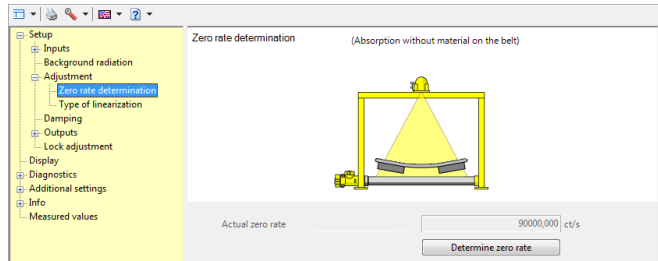 Setup
Inputs
Background radiation
Adjustment
Zero rate determination
Type of linearization
Damping
Outputs
Lock adjustment
Display
Diagnostics
Additional settings
Info
Measured values
Zero rate determination
(Absorption without material on the belt)
Actual zero rate 90000,000 ct/s
Determine zero rate